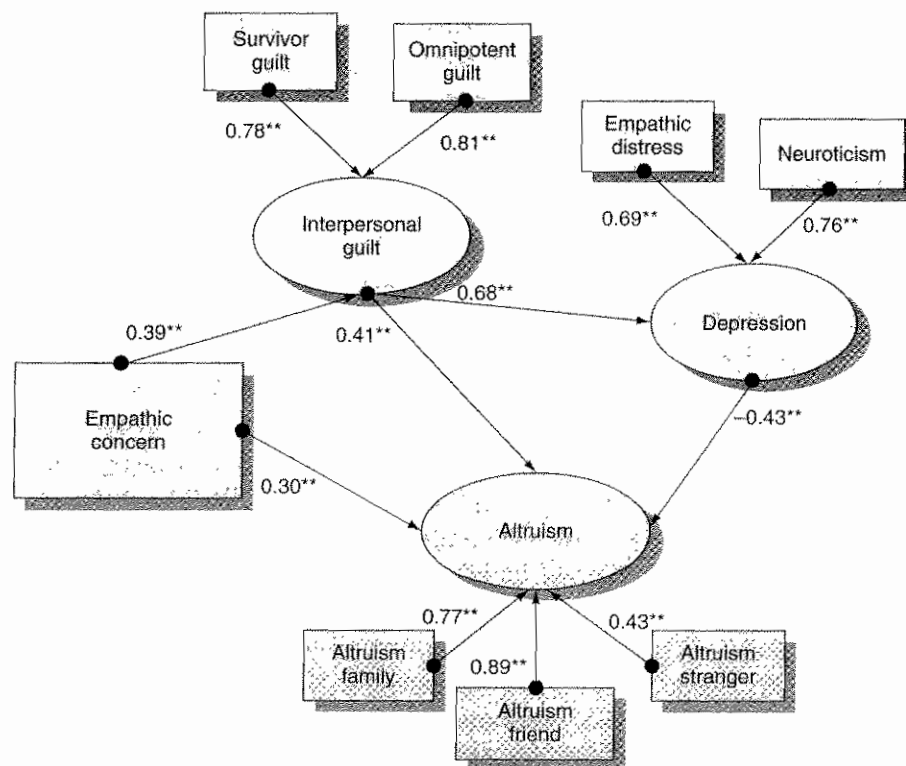 Survivor
guilt
Omnipotent
guilt
Empathic
distress
Neuroticism
0.78**
0.81**
0.69**
0.76**
Interpersonal
guilt
Depression
0.39**
0.68**
0.41**
Empathic
concern
–0.43**
0.30**
Altruism
0.77**
0.89**
0.43**
Altruism
family
Altruism
friend
Altruism
stranger